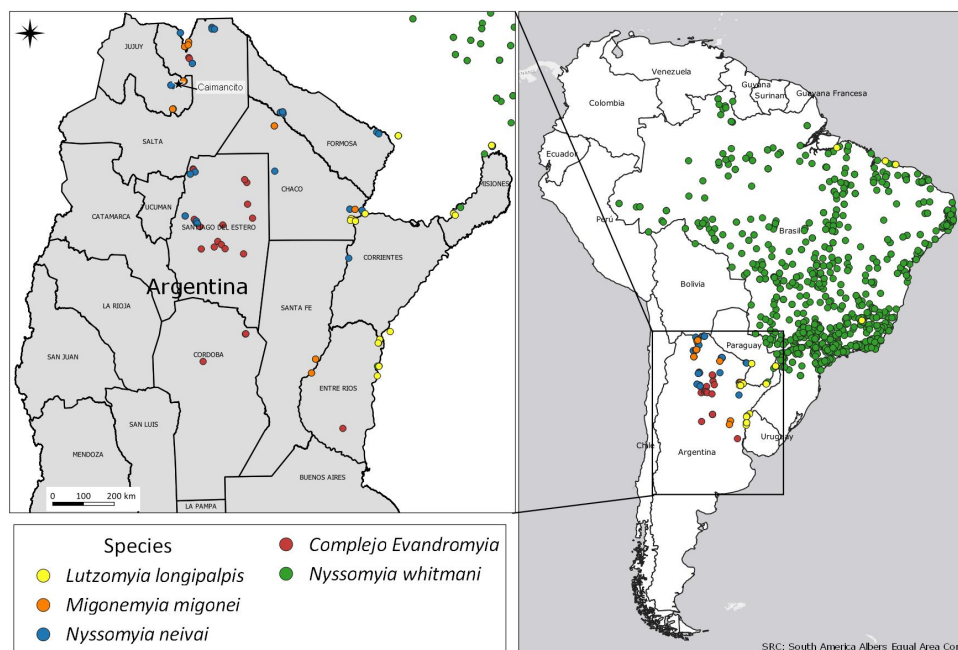 JUJUY
Caimancito
SALTA
FORMOSA
CHACO
MISIONES
CATAMARCA
UCUMAN
SANTIAGO DEL ESTERO
CORRIENTES
LA RIOJA
Argentina
SANTA FE
SAN JUAN
CORDOBA
ENTRE RIOS
SAN LUIS
MENDOZA
BUENOS AIRES
LA PAMPA
0 100 200 km
Venezuela
Guyana
Surinam
Guayana Francesa
Colombia
Ecuador
Perú
Brasil
Bolivia
Paraguay
Chile
Argentina
Uruguay
SRC: South America Albers Equal Area Con
Species
Lutzomyia longipalpis
Migonemyia migonei
Nyssomyia neivai
Complejo Evandromyia
Nyssomyia whitmani